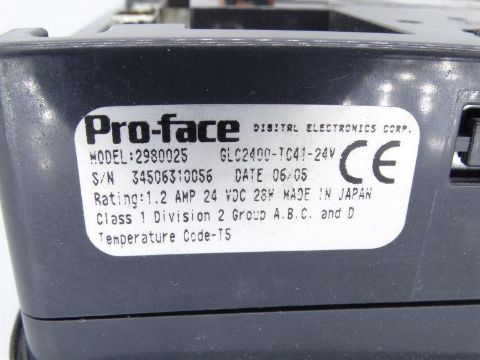 Pro-face DIGITAL ELECTRONICS CORP.
MODEL:2980025 GLC2400-TC41-24V
S/N 34506310056 DATE 06/05
CE
Rating:1.2 AMP 24 VDC 28W MADE IN JAPAN
Class 1 Division 2 Group A.B.C. and D
Temperature Code-T5